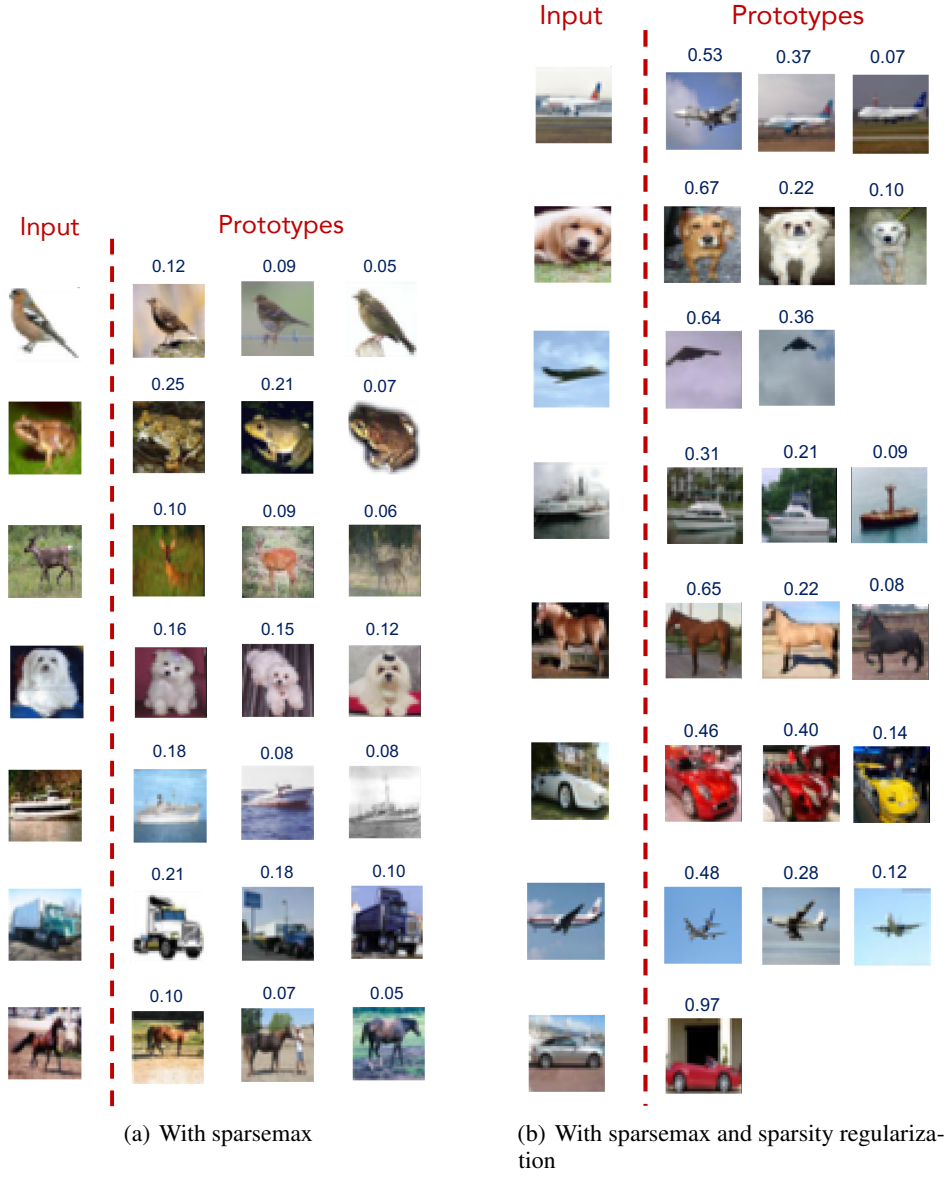 Input Prototypes
0.12 0.09 0.05
0.25 0.21 0.07
0.10 0.09 0.06
0.16 0.15 0.12
0.18 0.08 0.08
0.21 0.18 0.10
0.10 0.07 0.05
(a) With sparsemax
Input Prototypes
0.53 0.37 0.07
0.67 0.22 0.10
0.64 0.36
0.31 0.21 0.09
0.65 0.22 0.08
0.46 0.40 0.14
0.48 0.28 0.12
0.97
(b) With sparsemax and sparsity regulariza-
tion